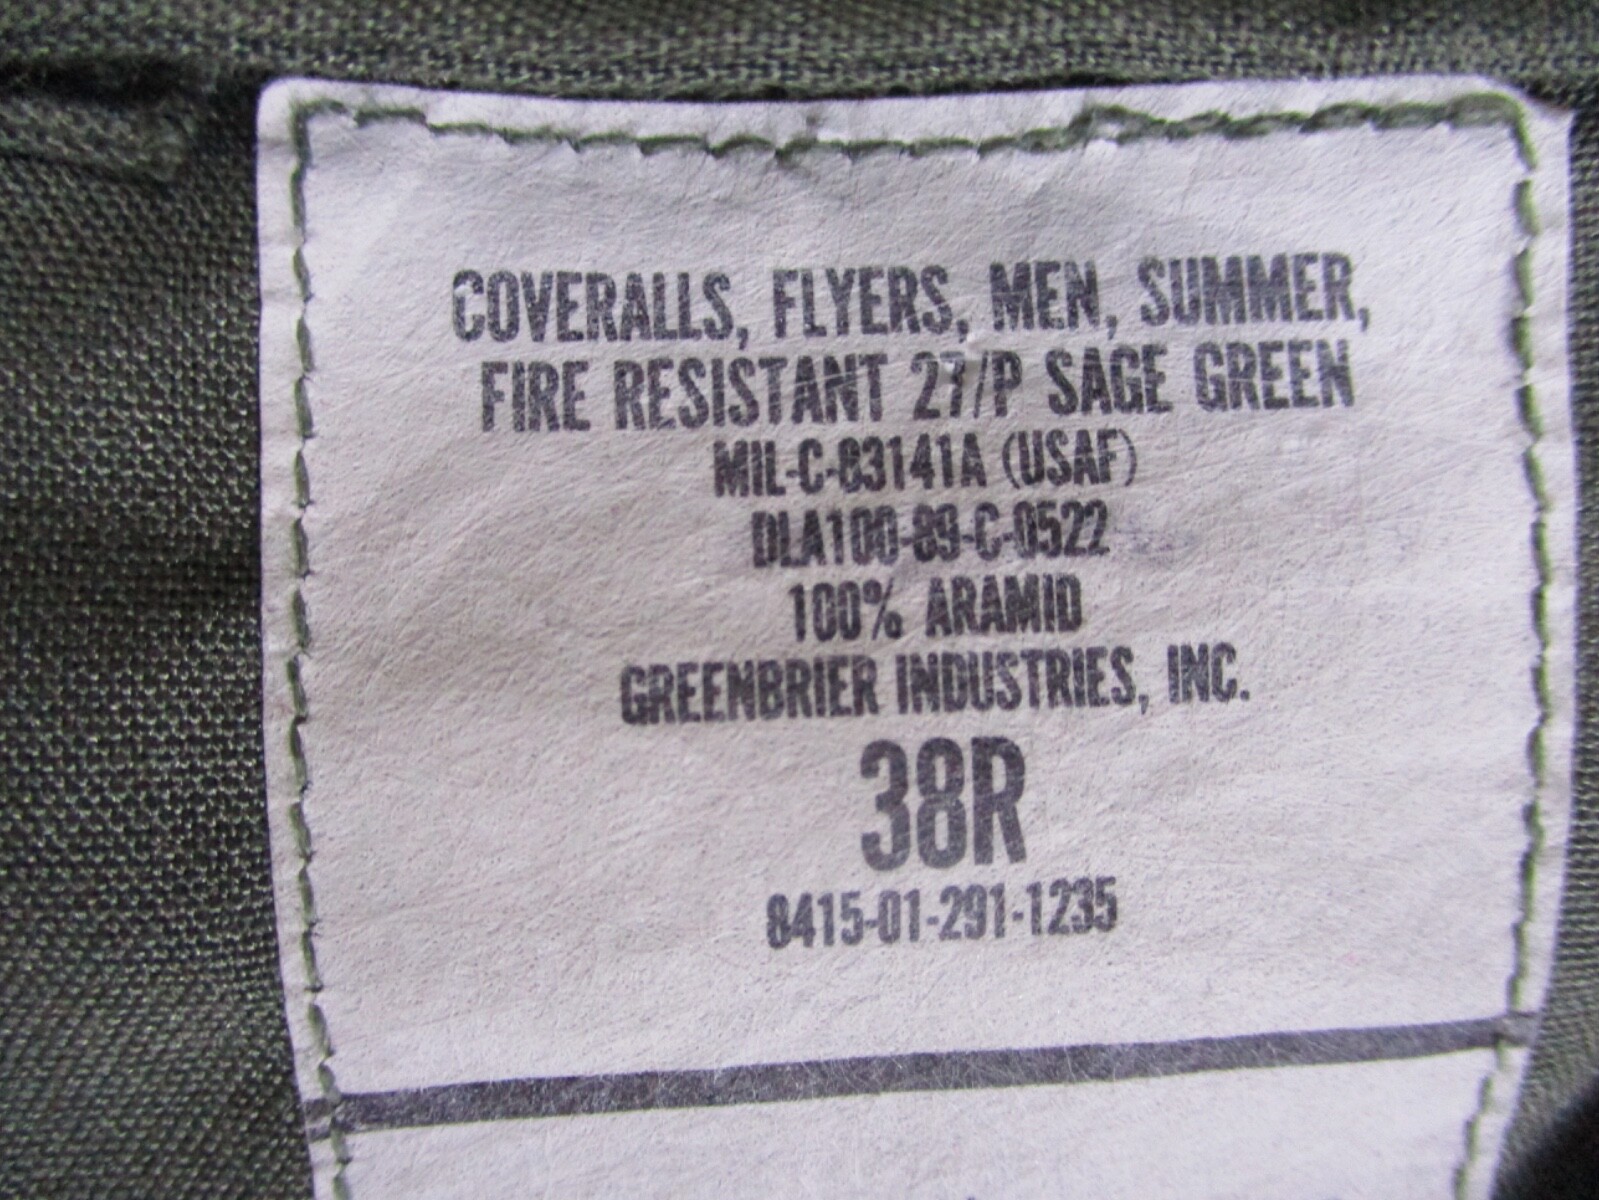 COVERALLS, FLYERS, MEN, SUMMER,
FIRE RESISTANT 27/P SAGE GREEN
MIL-C-83141A (USAF)
DLA100-89-C-0522
100% ARAMID
GREENBRIER INDUSTRIES, INC.
38R
8415-01-291-1235